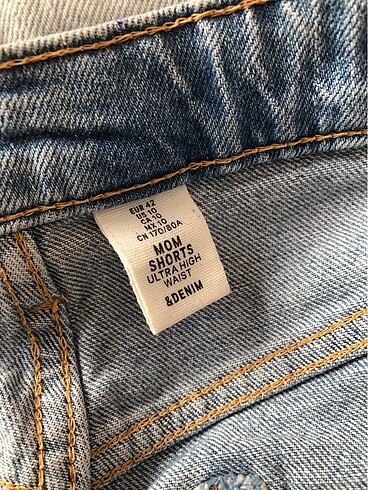 EUR 42
US 10
CA 10
MX 10
CN 170/80A
MOM
SHORTS
ULTRA HIGH
WAIST
&DENIM